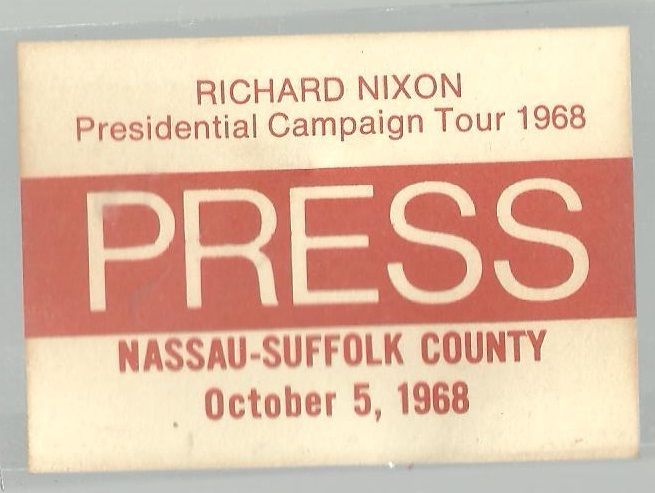 RICHARD NIXON
Presidential Campaign Tour 1968
PRESS
NASSAU-SUFFOLK COUNTY
October 5, 1968